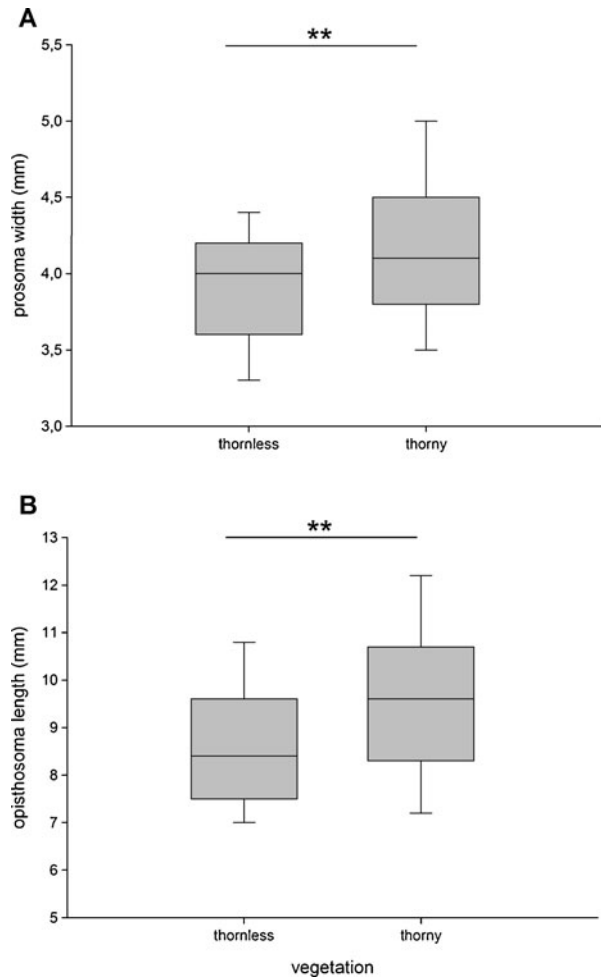 A
**
5,5
5,0
4,5
4,0
3,5
3,0
prosoma width (mm)
thornless thorny
B
**
13
12
11
10
9
8
7
6
5
opisthosoma length (mm)
thornless thorny
vegetation